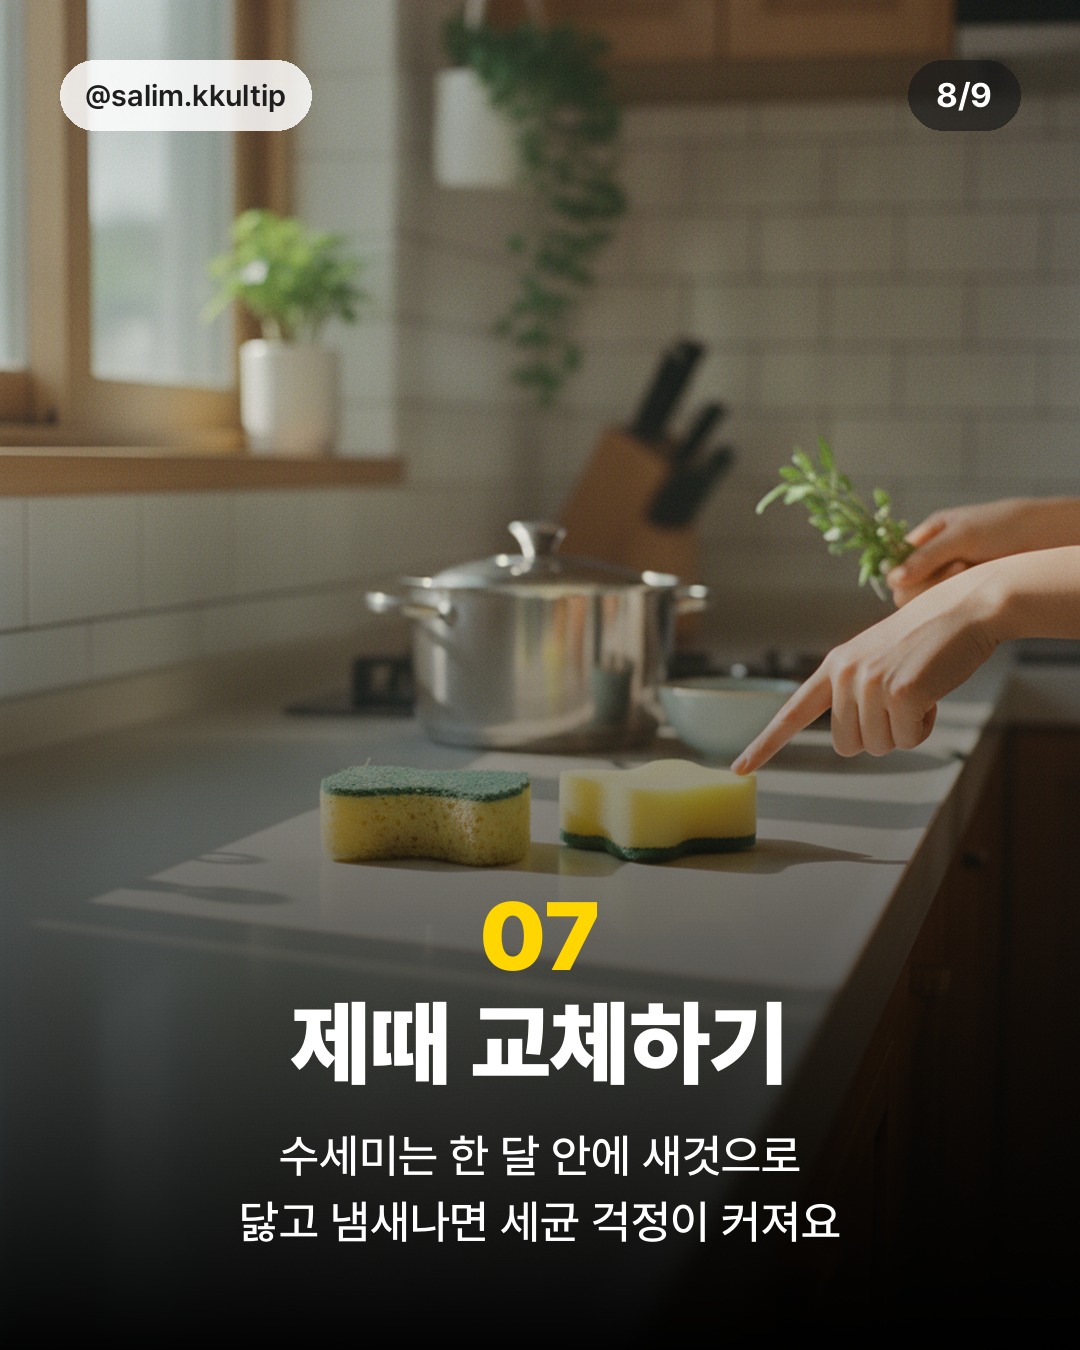 @salim.kkultip
8/9
07
제때 교체하기
수세미는 한 달 안에 새것으로
닳고 냄새나면 세균 걱정이 커져요